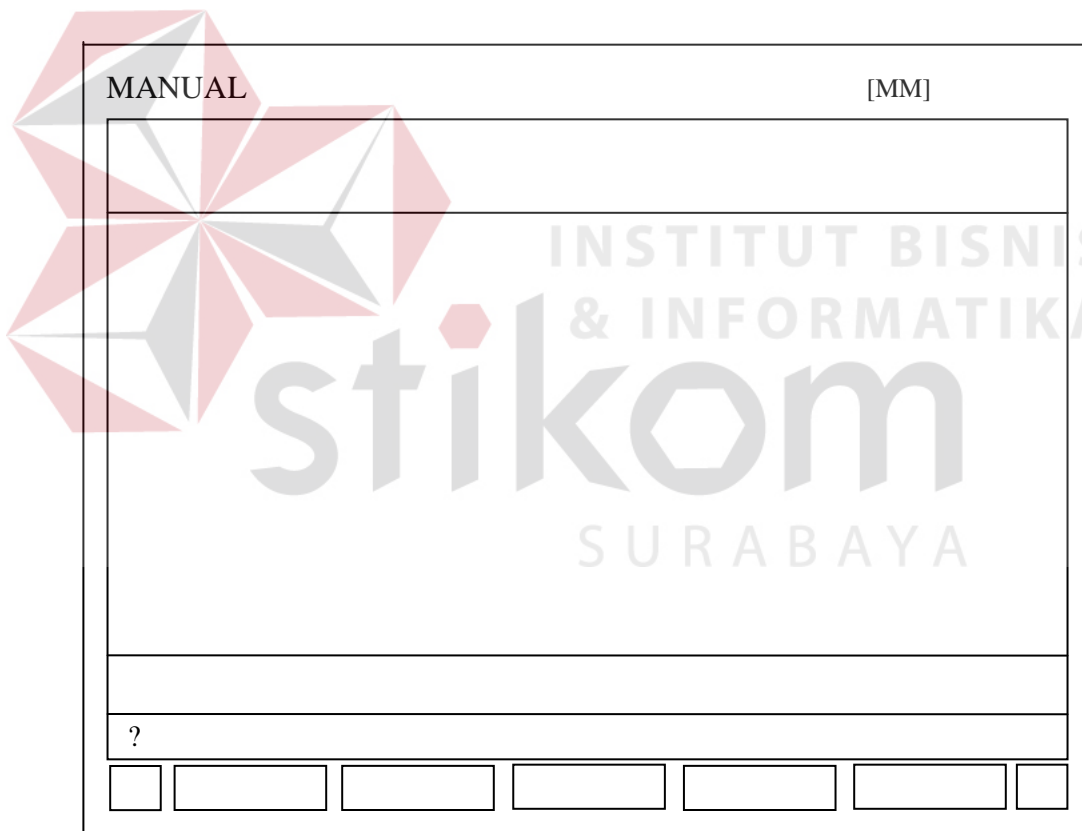 MANUAL [MM]
INSTITUT BISNIS
& INFORMATIKA
stikom
SURABAYA
?